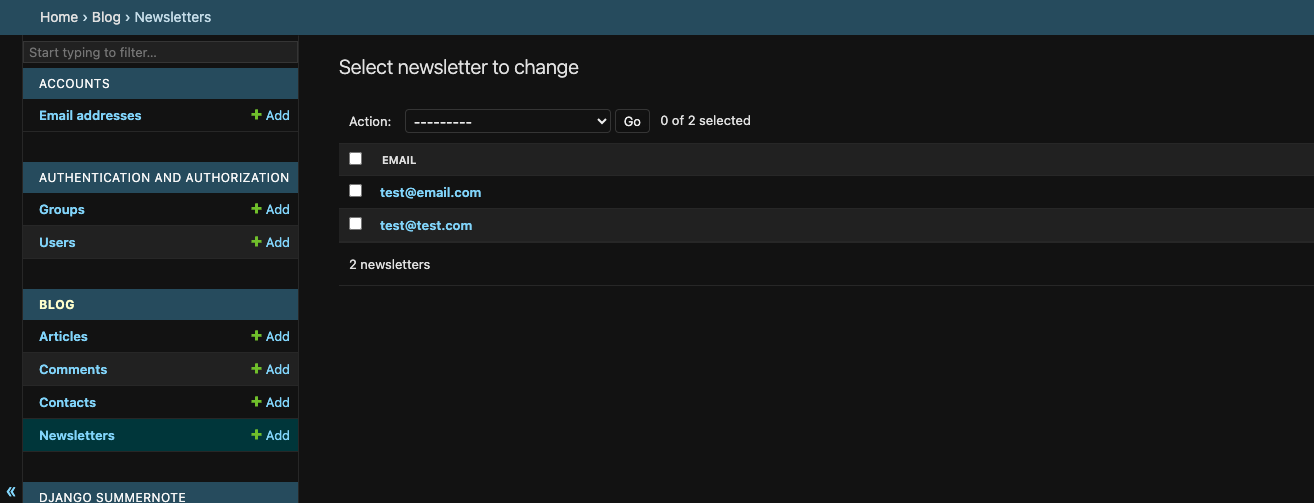 Home › Blog › Newsletters
Start typing to filter...
ACCOUNTS
Email addresses + Add
AUTHENTICATION AND AUTHORIZATION
Groups + Add
Users + Add
BLOG
Articles + Add
Comments + Add
Contacts + Add
Newsletters + Add
DJANGO SUMMERNOTE
«
Select newsletter to change
Action: --------- Go 0 of 2 selected
EMAIL
test@email.com
test@test.com
2 newsletters